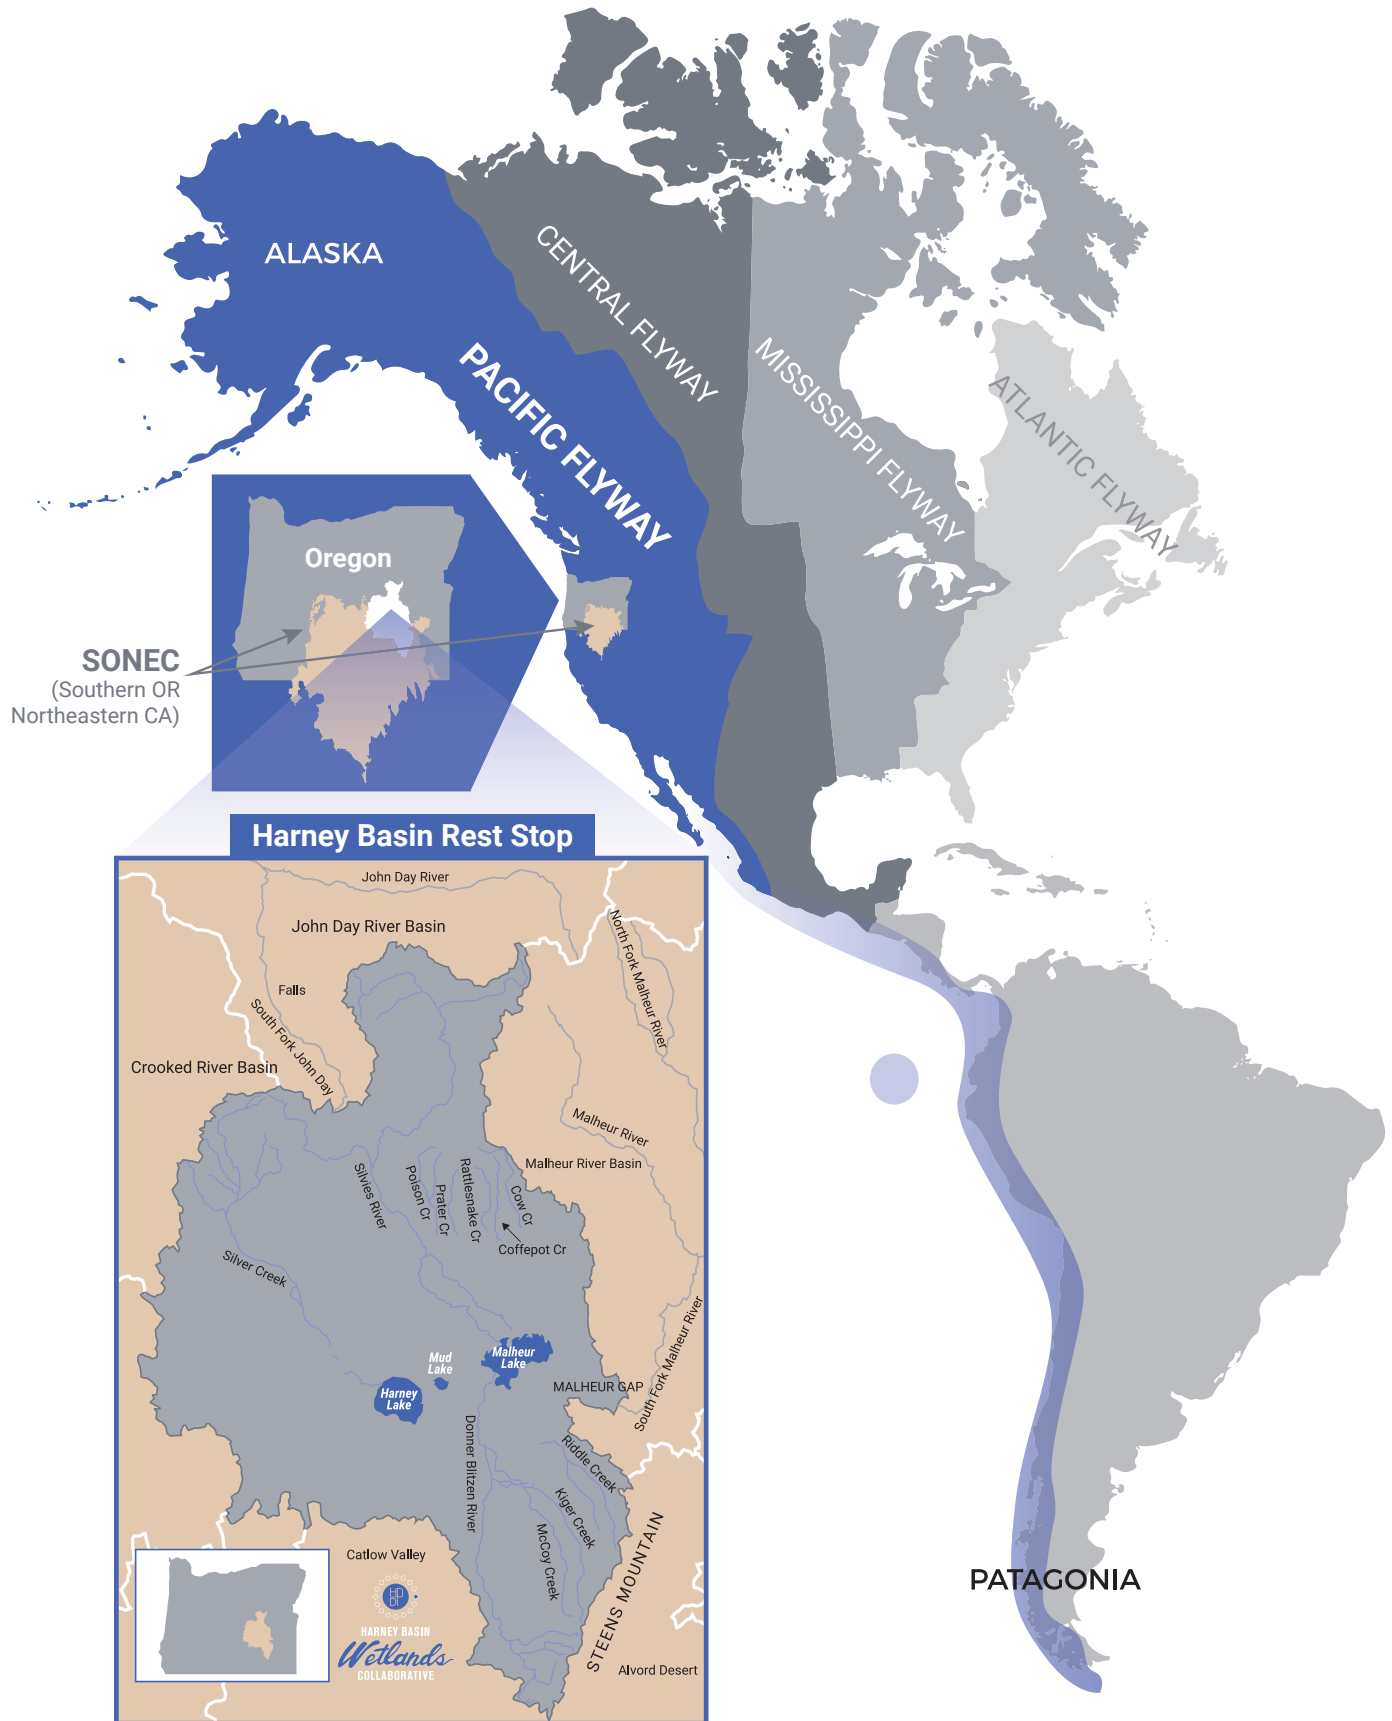 ALASKA
CENTRAL FLYWAY
PACIFIC FLYWAY
MISSISSIPPI FLYWAY
ATLANTIC FLYWAY
Oregon
SONEC
(Southern OR
Northeastern CA)
Harney Basin Rest Stop
John Day River
John Day River Basin
North Fork Malheur River
Falls
South Fork John Day
Crooked River Basin
Malheur River
Malheur River Basin
Silvies River
Poison Cr
Prater Cr
Rattlesnake Cr
Cow Cr
Coffepot Cr
Silver Creek
South Fork Malheur River
Malheur
Lake
Mud
Lake
Harney
Lake
MALHEUR GAP
Donner Blitzen River
Riddle Creek
Kiger Creek
McCoy Creek
STEENS MOUNTAIN
Catlow Valley
HARNEY BASIN
Wetlands
COLLABORATIVE
Alvord Desert
PATAGONIA